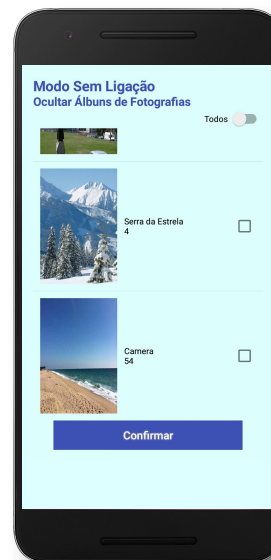 Modo Sem Ligação
Ocultar Álbuns de Fotografias
Todos
Serra da Estrela
4
Camera
54
Confirmar